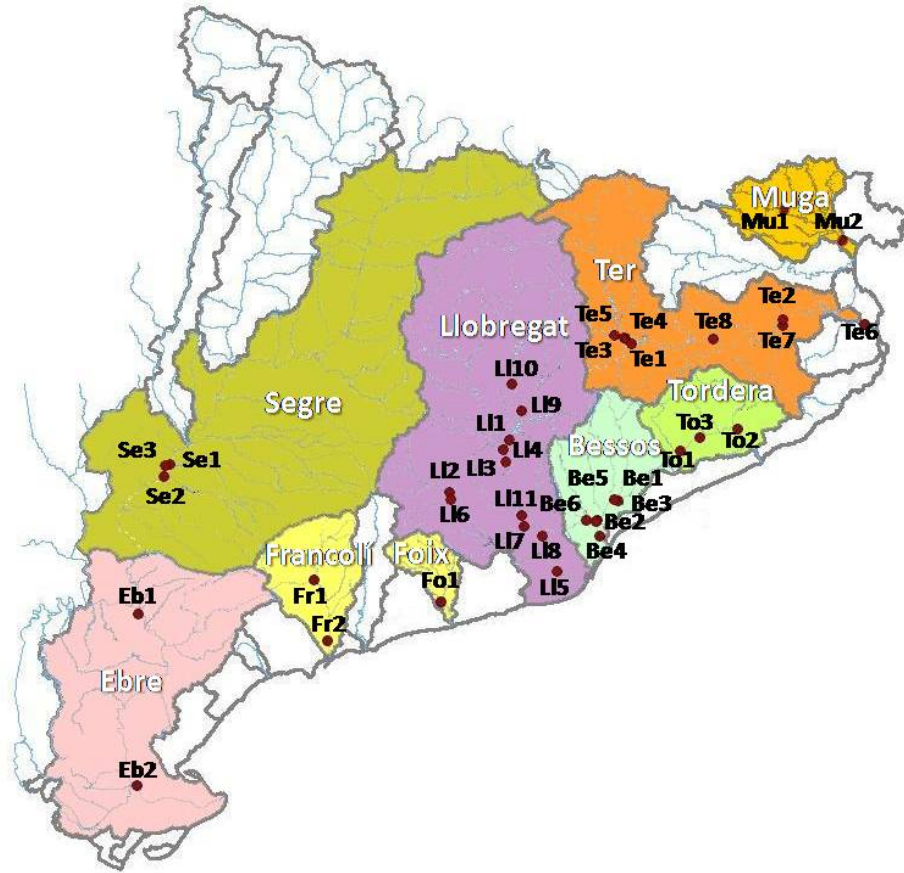 Muga
Mu1
Mu2
Ter
Te2
Te5
Te4
Te8
Te6
Te7
Te3
Te1
Llobregat
Ll10
Tordera
Segre
Ll9
To3
Ll1
To2
Bessos
Ll4
To1
Se3
Se1
Ll3
Ll2
Be5
Be1
Se2
Ll11
Be6
Be3
Ll6
Be2
Ll7
Ll8
Be4
Francolí
Foix
Fo1
Ll5
Eb1
Fr1
Fr2
Ebre
Eb2